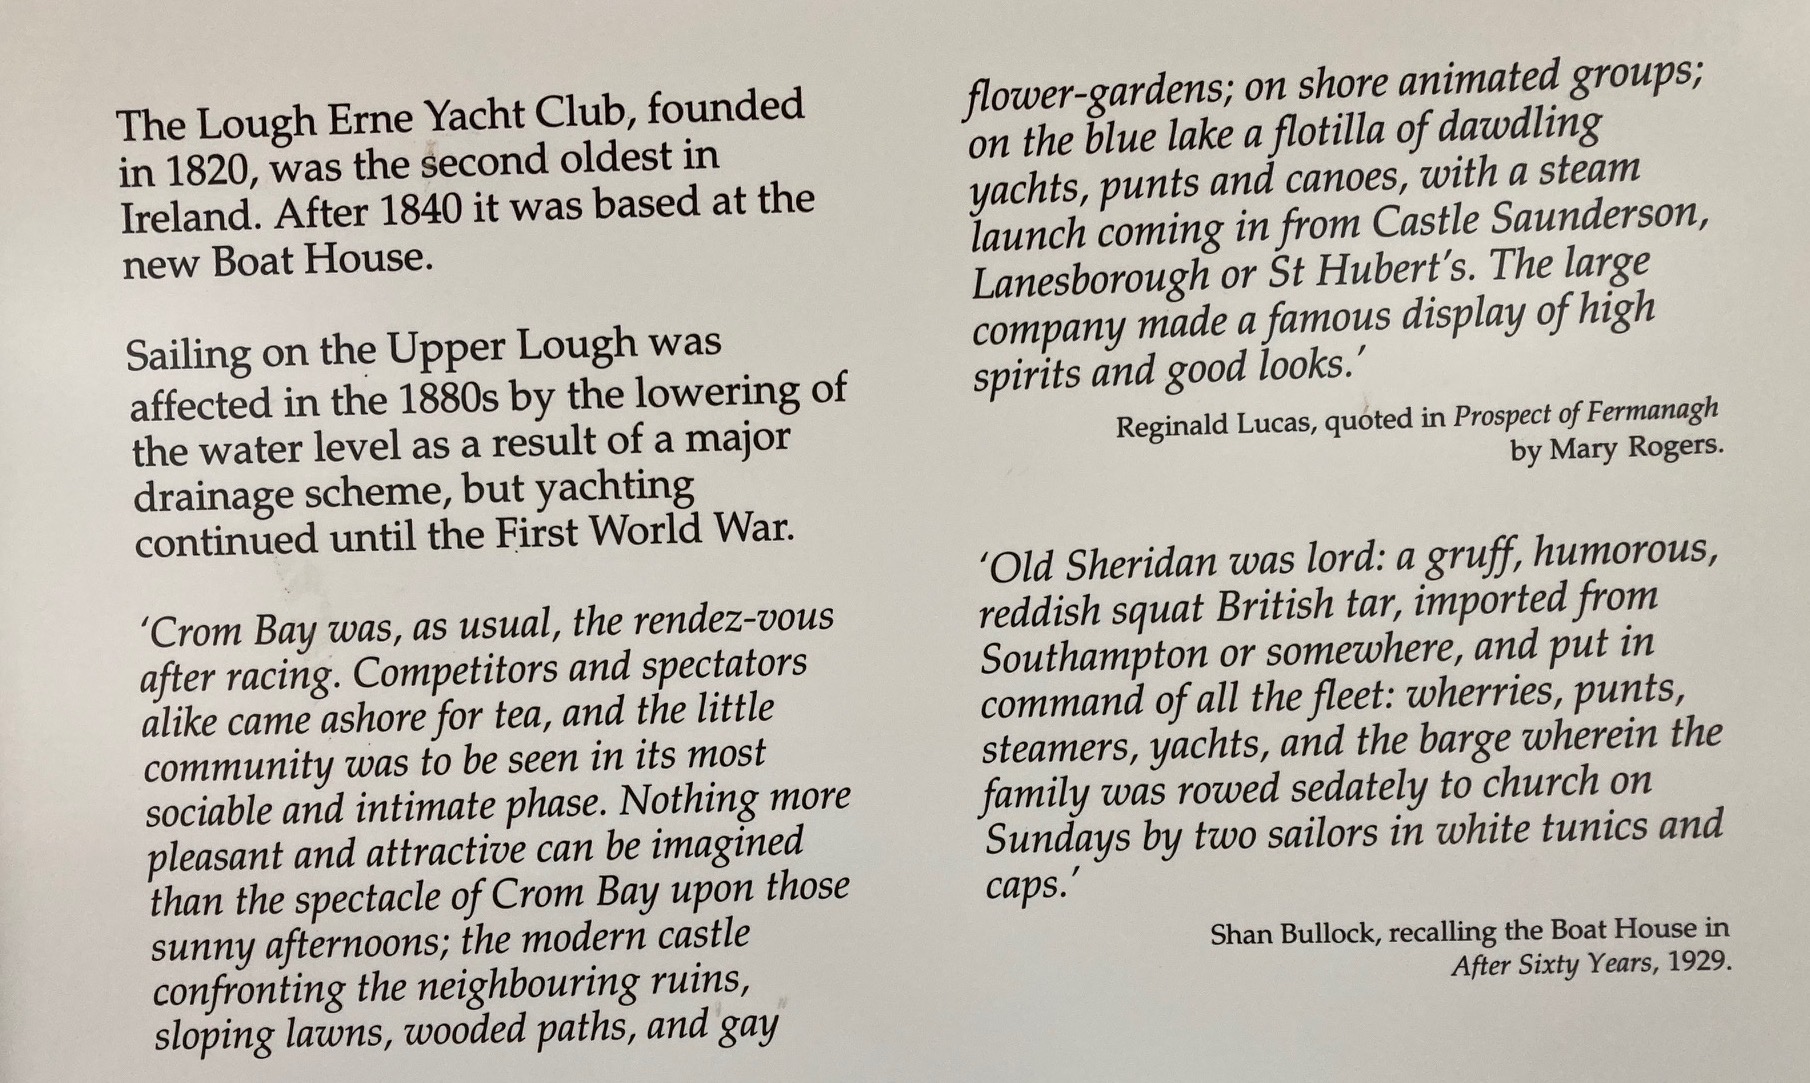 The Lough Erne Yacht Club, founded
in 1820, was the second oldest in
Ireland. After 1840 it was based at the
new Boat House.
Sailing on the Upper Lough was
affected in the 1880s by the lowering of
the water level as a result of a major
drainage scheme, but yachting
continued until the First World War.
‘Crom Bay was, as usual, the rendez-vous
after racing. Competitors and spectators
alike came ashore for tea, and the little
community was to be seen in its most
sociable and intimate phase. Nothing more
pleasant and attractive can be imagined
than the spectacle of Crom Bay upon those
sunny afternoons; the modern castle
confronting the neighbouring ruins,
sloping lawns, wooded paths, and gay
flower-gardens; on shore animated groups;
on the blue lake a flotilla of dawdling
yachts, punts and canoes, with a steam
launch coming in from Castle Saunderson,
Lanesborough or St Hubert's. The large
company made a famous display of high
spirits and good looks.’
Reginald Lucas, quoted in Prospect of Fermanagh
by Mary Rogers.
‘Old Sheridan was lord: a gruff, humorous,
reddish squat British tar, imported from
Southampton or somewhere, and put in
command of all the fleet: wherries, punts,
steamers, yachts, and the barge wherein the
family was rowed sedately to church on
Sundays by two sailors in white tunics and
caps.’
Shan Bullock, recalling the Boat House in
After Sixty Years, 1929.